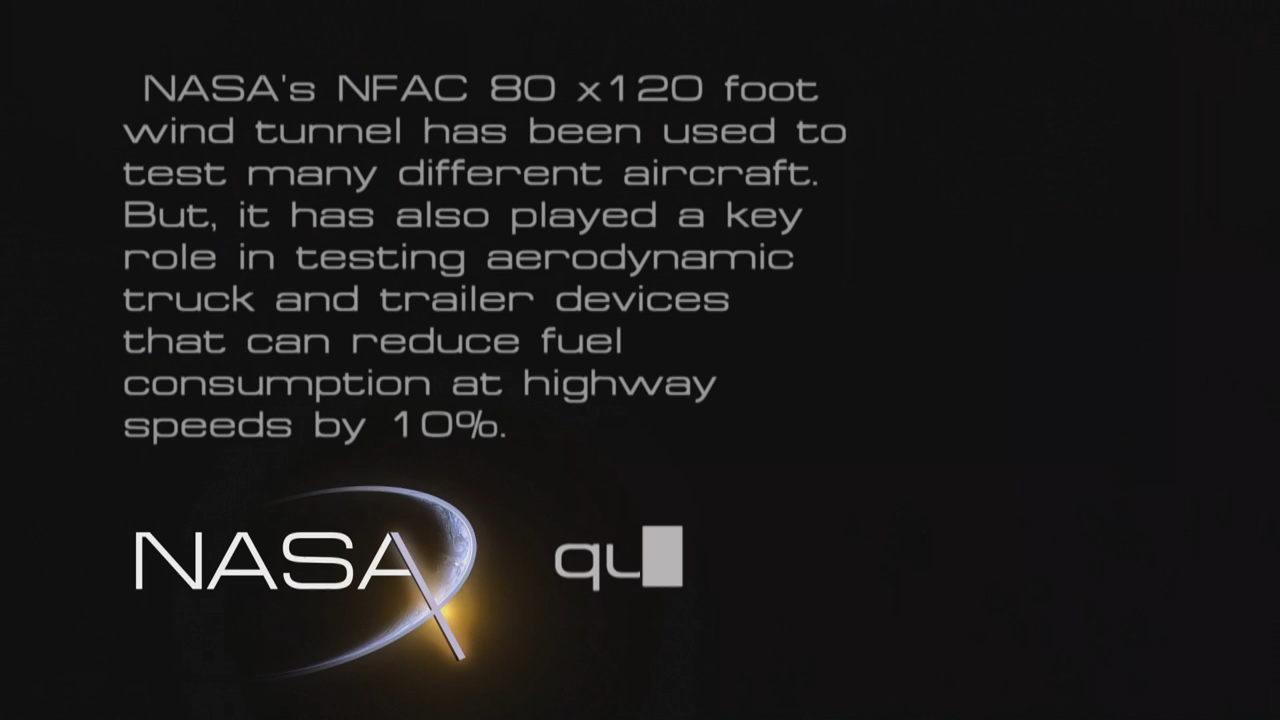 NASA's NFAC 80 x120 foot
wind tunnel has been used to
test many different aircraft.
But, it has also played a key
role in testing aerodynamic
truck and trailer devices
that can reduce fuel
consumption at highway
speeds by 10%.
NASA